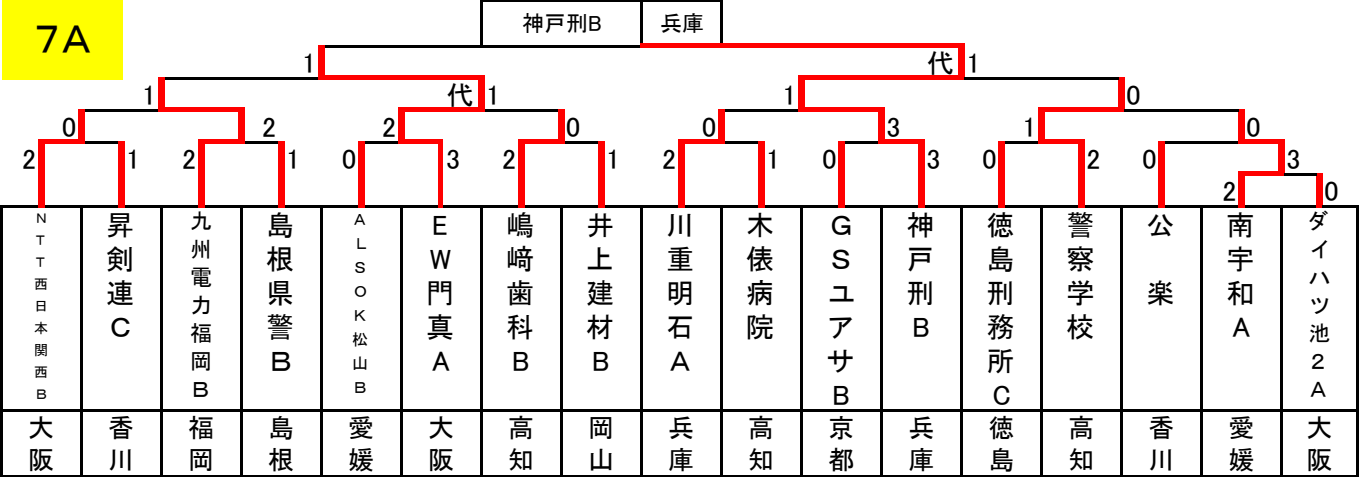 神戸刑B 兵庫
7A
1 代 1
1 代 1 1 0
0 2 2 0 0 3 1 0
2 1 2 1 0 3 2 1 2 1 0 3 0 2 0 3
2 0
NTT西日本関西B
昇剣連C
九州電力福岡B
島根県警B
ALSOK松山B
EW門真A
嶋﨑歯科B
井上建材B
川重明石A
木俵病院
GSユアサB
神戸刑B
徳島刑務所C
警察学校
公楽
南宇和A
ダイハツ池2A
大阪
香川
福岡
島根
愛媛
大阪
高知
岡山
兵庫
高知
京都
兵庫
徳島
高知
香川
愛媛
大阪